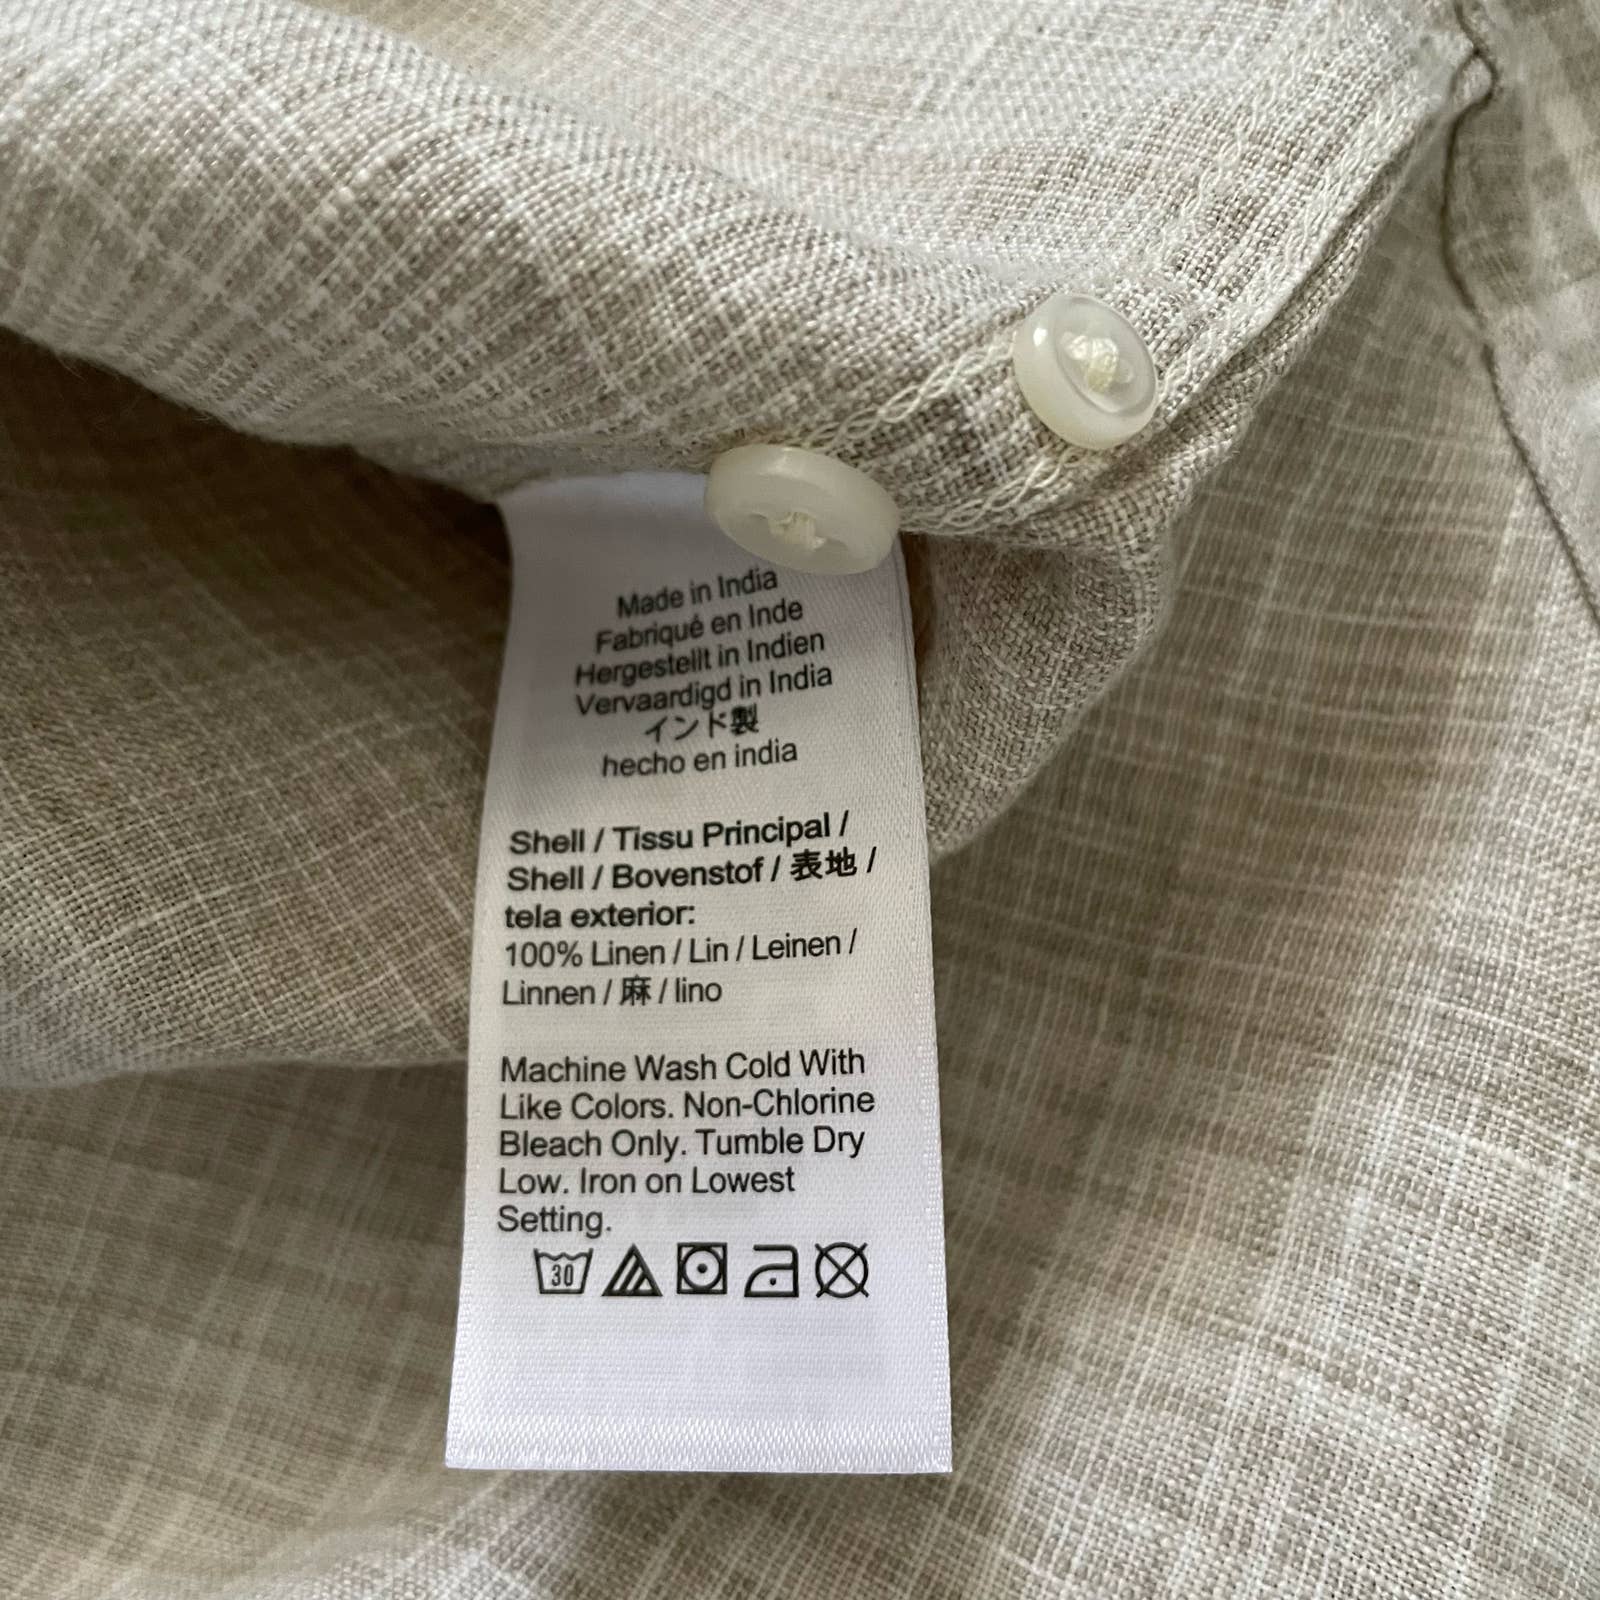 Made in India
Fabriqué en Inde
Hergestellt in Indien
Vervaardigd in India
インド製
hecho en india
Shell / Tissu Principal /
Shell / Bovenstof / 表地 /
tela exterior:
100% Linen / Lin / Leinen /
Linnen / 麻 / lino
Machine Wash Cold With
Like Colors. Non-Chlorine
Bleach Only. Tumble Dry
Low. Iron on Lowest
Setting.
30